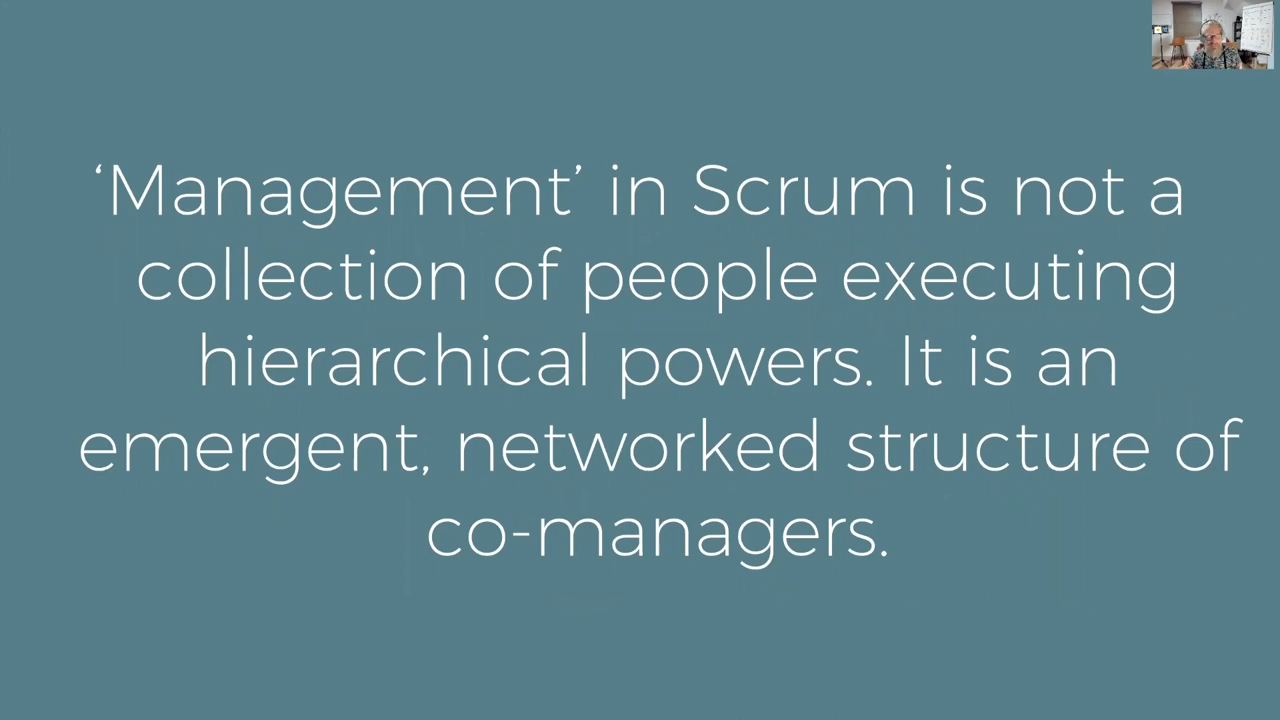 ‘Management’ in Scrum is not a
collection of people executing
hierarchical powers. It is an
emergent, networked structure of
co-managers.